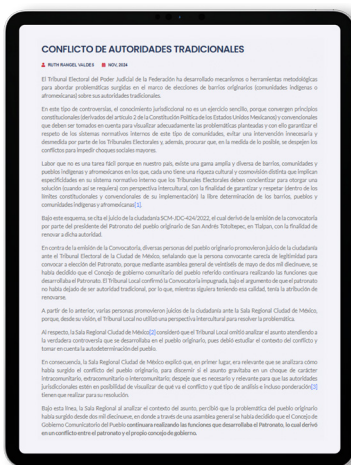 CONFLICTO DE AUTORIDADES TRADICIONALES
RUTH RANGEL VALDES NOV, 2024
El Tribunal Electoral del Poder Judicial de la Federación ha desarrollado mecanismos o herramientas metodológicas
para abordar problemáticas surgidas en el marco de elecciones de barrios originarios (comunidades indígenas o
afromexicanas) sobre sus autoridades tradicionales.
En este tipo de controversias, el conocimiento jurisdiccional no es un ejercicio sencillo, porque convergen principios
constitucionales (derivados del artículo 2 de la Constitución Política de los Estados Unidos Mexicanos) y convencionales
que deben ser tomados en cuenta para visualizar adecuadamente las problemáticas planteadas y con ello garantizar el
respeto de los sistemas normativos internos de este tipo de comunidades, evitar una intervención innecesaria y
desmedida por parte de los Tribunales Electorales y, además, procurar que, en la medida de lo posible, se despejen los
conflictos para impedir choques sociales mayores.
Labor que no es una tarea fácil porque en nuestro país, existe una gama amplia y diversa de barrios, comunidades y
pueblos indígenas y afromexicanos en los que, cada uno tiene una riqueza cultural y cosmovisión distinta que implican
especificidades en su sistema normativo interno que los Tribunales Electorales deben concientizar para otorgar una
solución (cuando así se requiera) con perspectiva intercultural, con la finalidad de garantizar y respetar (dentro de los
límites constitucionales y convencionales de su implementación) la libre determinación de los barrios, pueblos y
comunidades indígenas y afromexicanas[1].
Bajo este esquema, se cita el juicio de la ciudadanía SCM-JDC-424/2022, el cual derivó de la emisión de la convocatoria
por parte del presidente del Patronato del pueblo originario de San Andrés Totoltepec, en Tlalpan, con la finalidad de
renovar a dicha autoridad.
En contra de la emisión de la Convocatoria, diversas personas del pueblo originario promovieron juicio de la ciudadanía
ante el Tribunal Electoral de la Ciudad de México, señalando que la persona convocante carecía de legitimidad para
convocar a elección del Patronato, porque mediante asamblea general de veintiséis de mayo de dos mil diecinueve, se
había decidido que el Concejo de gobierno comunitario del pueblo referido continuara realizando las funciones que
desarrollaba el Patronato. El Tribunal Local confirmó la Convocatoria impugnada, bajo el argumento de que el patronato
no había dejado de ser autoridad tradicional, por lo que, mientras siguiera teniendo esa calidad, tenía la atribución de
renovarse.
A partir de lo anterior, varias personas promovieron juicios de la ciudadanía ante la Sala Regional Ciudad de México,
porque, desde su visión, el Tribunal Local no utilizó una perspectiva intercultural para resolver la problemática.
Al respecto, la Sala Regional Ciudad de México[2] consideró que el Tribunal Local omitió analizar el asunto atendiendo a
la verdadera controversia que se desarrollaba en el pueblo originario, pues debió estudiar el contexto del conflicto y
tomar en cuenta la autodeterminación del pueblo.
En consecuencia, la Sala Regional Ciudad de México explicó que, en primer lugar, era relevante que se analizara cómo
había surgido el conflicto del pueblo originario, para discernir si el asunto gravitaba en un choque de carácter
intracomunitario, extracomunitario o intercomunitario; despeje que es necesario y relevante para que las autoridades
jurisdiccionales estén en posibilidad de visualizar de qué va el conflicto y qué tipo de análisis e incluso ponderación[3]
tienen que realizar para su resolución.
Bajo esta línea, la Sala Regional al analizar el contexto del asunto, percibió que la problemática del pueblo originario
había surgido desde dos mil diecinueve, en donde a través de una asamblea general se había decidido que el Concejo de
Gobierno Comunicatorio del Pueblo continuara realizando las funciones que desarrollaba el Patronato, lo cual derivó
en un conflicto entre el patronato y el propio concejo de gobierno.